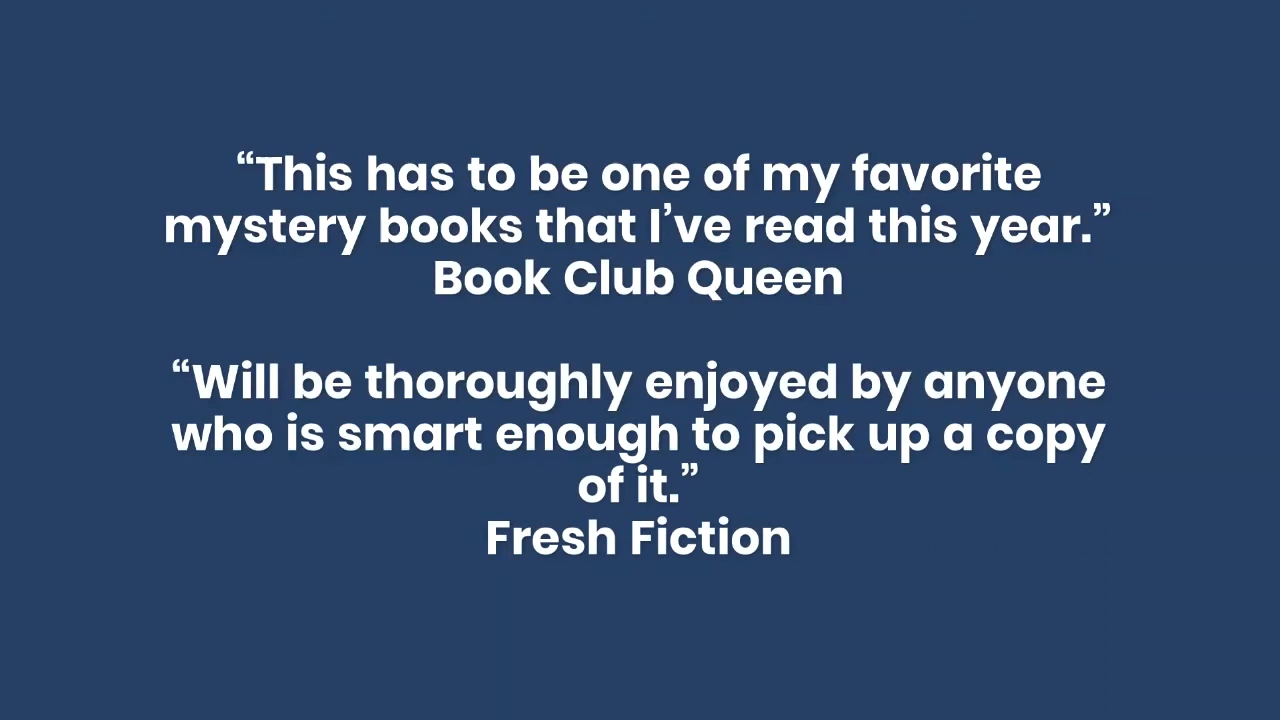 “This has to be one of my favorite
mystery books that I’ve read this year.”
Book Club Queen
“Will be thoroughly enjoyed by anyone
who is smart enough to pick up a copy
of it.”
Fresh Fiction